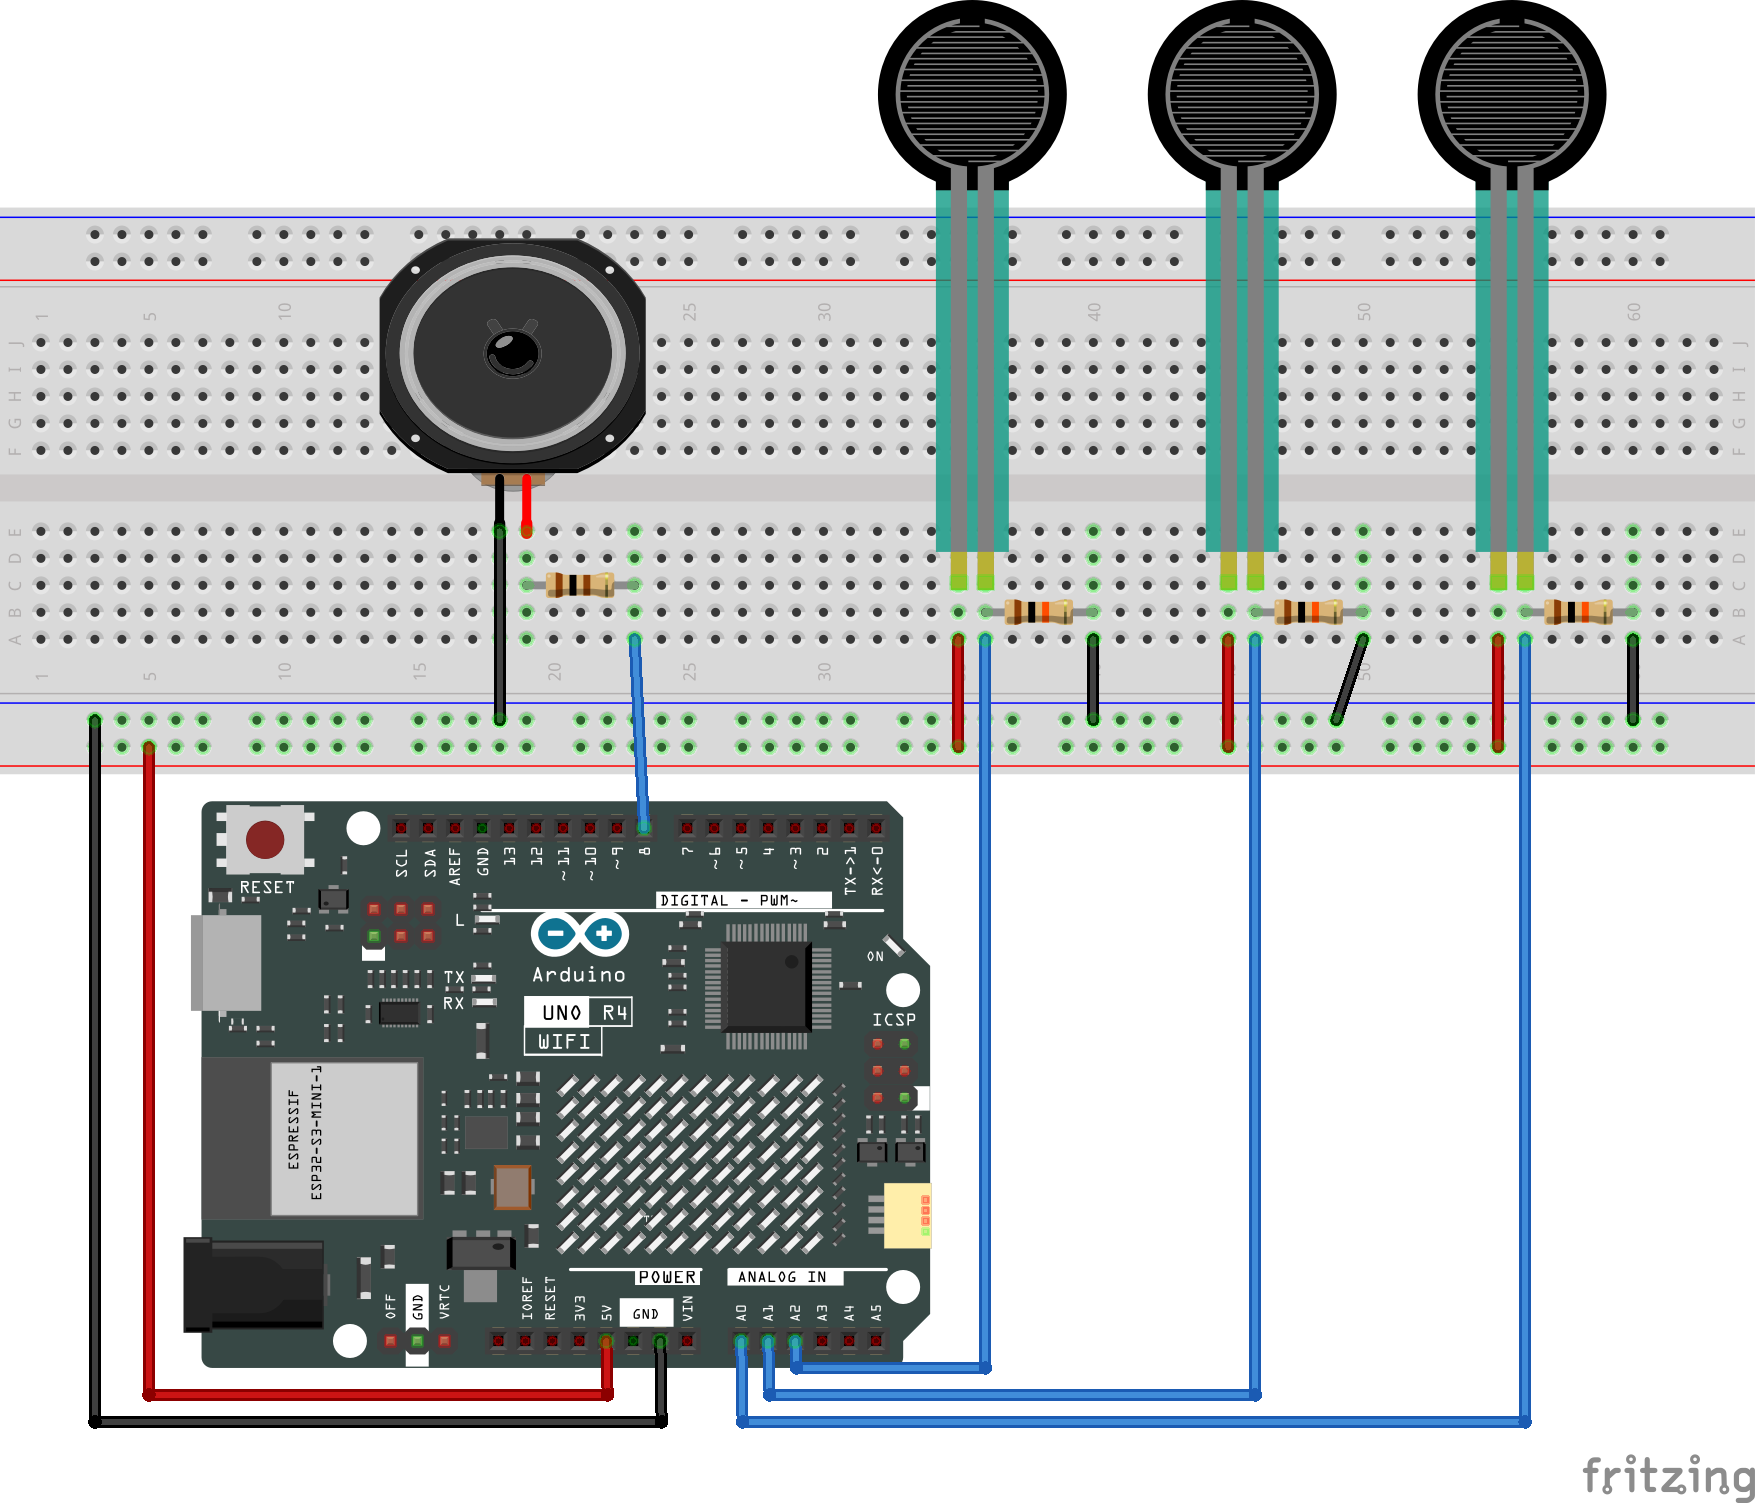 1 5 10 25 30 40 50 60
J J
I I
H H
G G
F F
E E
D D
C C
B B
A A
1 5 10 15 20 25 30 50
RESET
SCL SDA AREF GND 13 12 ~11 ~10 ~9 8 7 ~6 ~5 4 ~3 2 TX->1 RX<-0
DIGITAL - PWM~
L
ON
Arduino
TX
RX
UNO R4
WIFI
ICSP
ESPRESSIF
ESP32-S3-MINI-1
POWER
ANALOG IN
OFF GND VRTC IOREF RESET 3V3 5V GND VIN A0 A1 A2 A3 A4 A5
fritzing